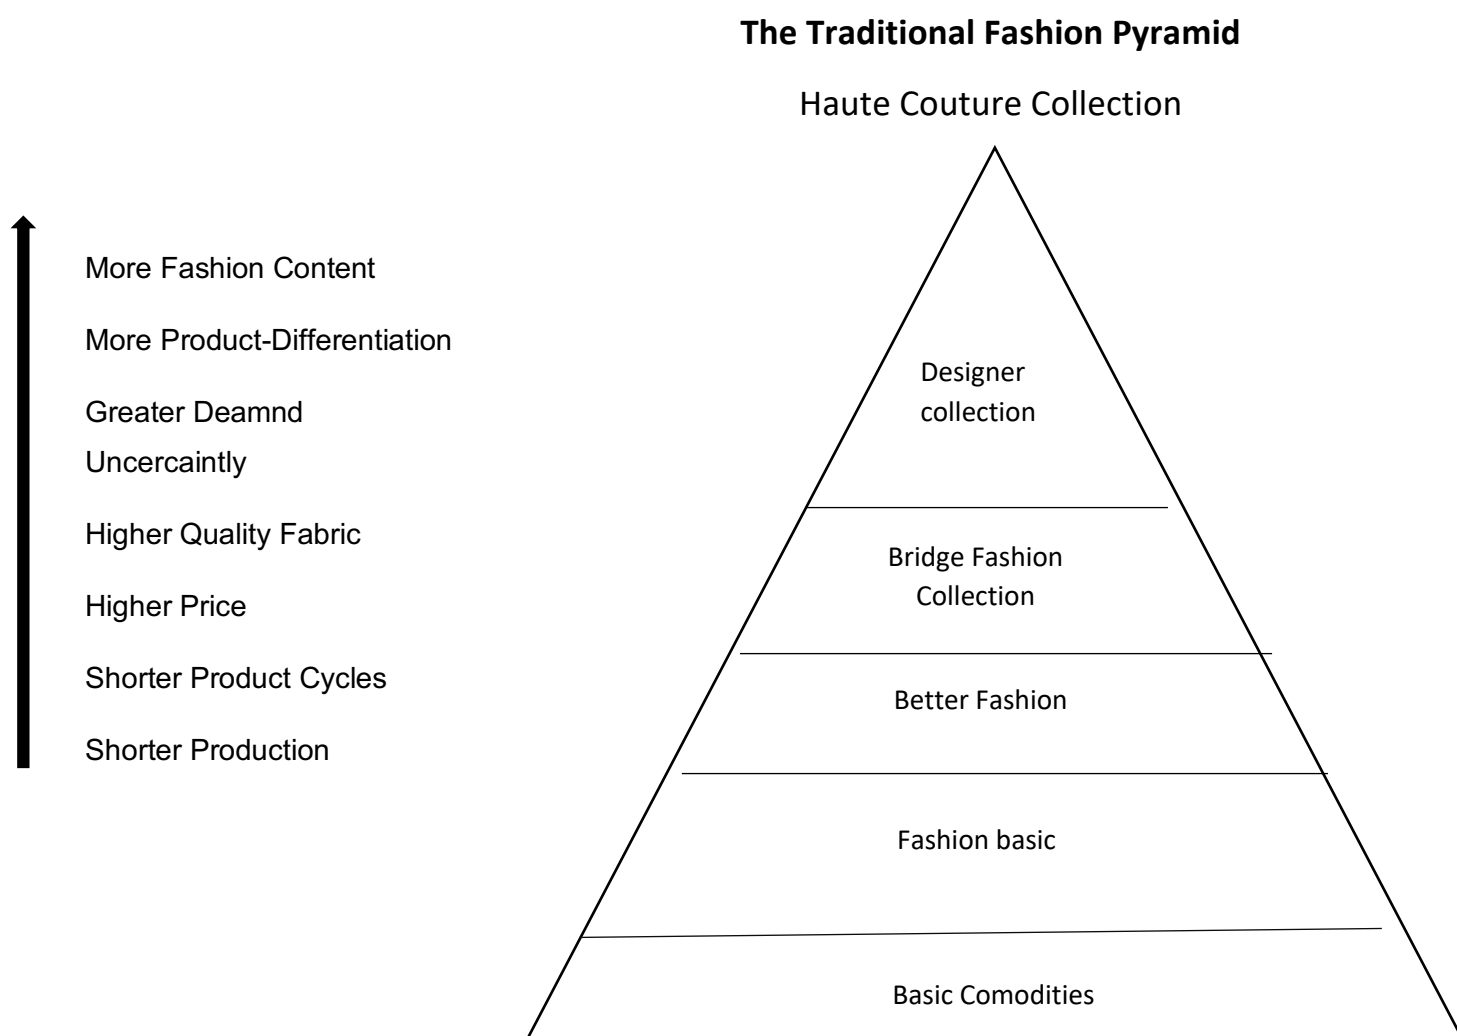 The Traditional Fashion Pyramid
Haute Couture Collection
More Fashion Content
More Product-Differentiation
Greater Deamnd
Uncercaintly
Higher Quality Fabric
Higher Price
Shorter Product Cycles
Shorter Production
Designer
collection
Bridge Fashion
Collection
Better Fashion
Fashion basic
Basic Comodities